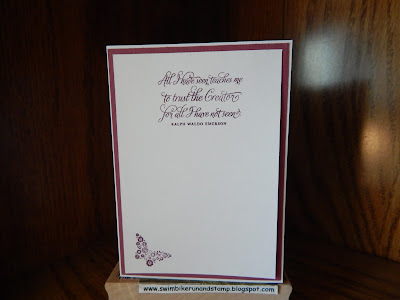 All I have seen teaches me
to trust the Creator
for all I have not seen.
RALPH WALDO EMERSON
www.swimbikerunandstamp.blogspot.com